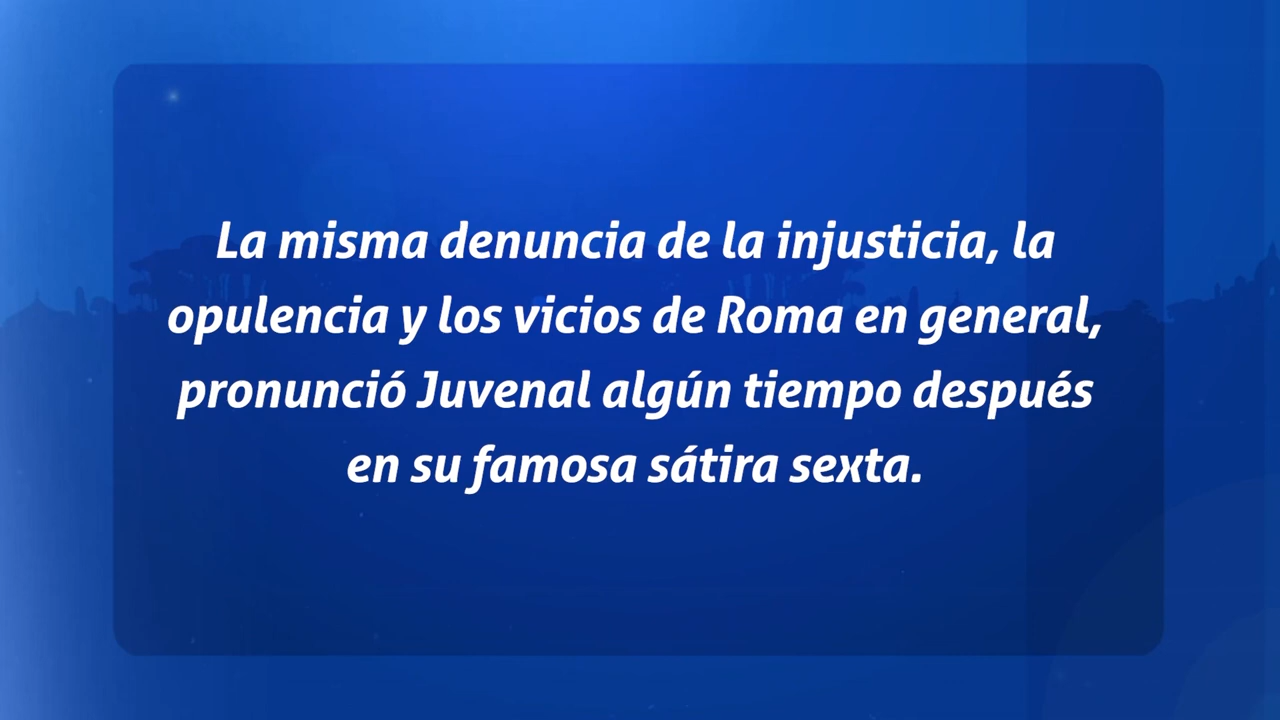 La misma denuncia de la injusticia, la
opulencia y los vicios de Roma en general,
pronunció Juvenal algún tiempo después
en su famosa sátira sexta.